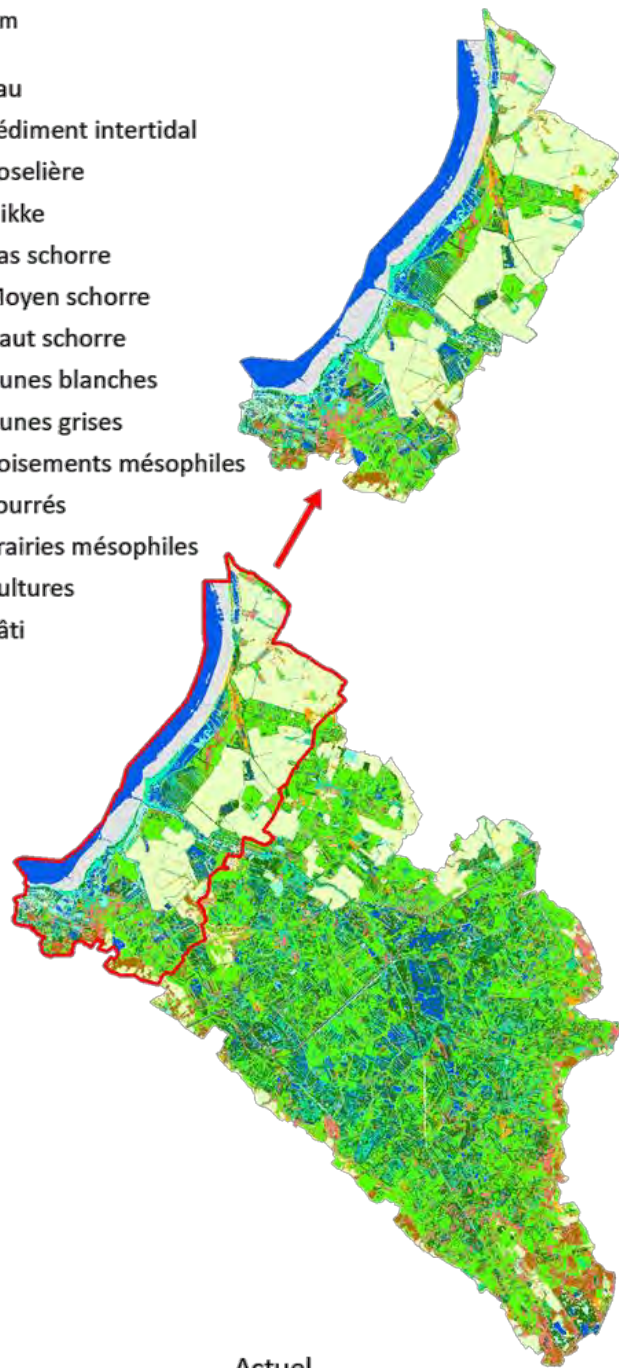 m
au
édiment intertidal
oselière
ikke
as schorre
Moyen schorre
aut schorre
unes blanches
unes grises
oisements mésophiles
ourrés
rairies mésophiles
ultures
âti
Actuel